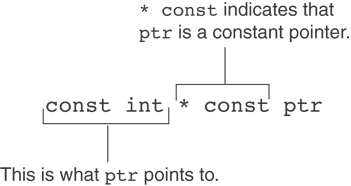 * const indicates that
ptr is a constant pointer.
const int * const ptr
This is what ptr points to.